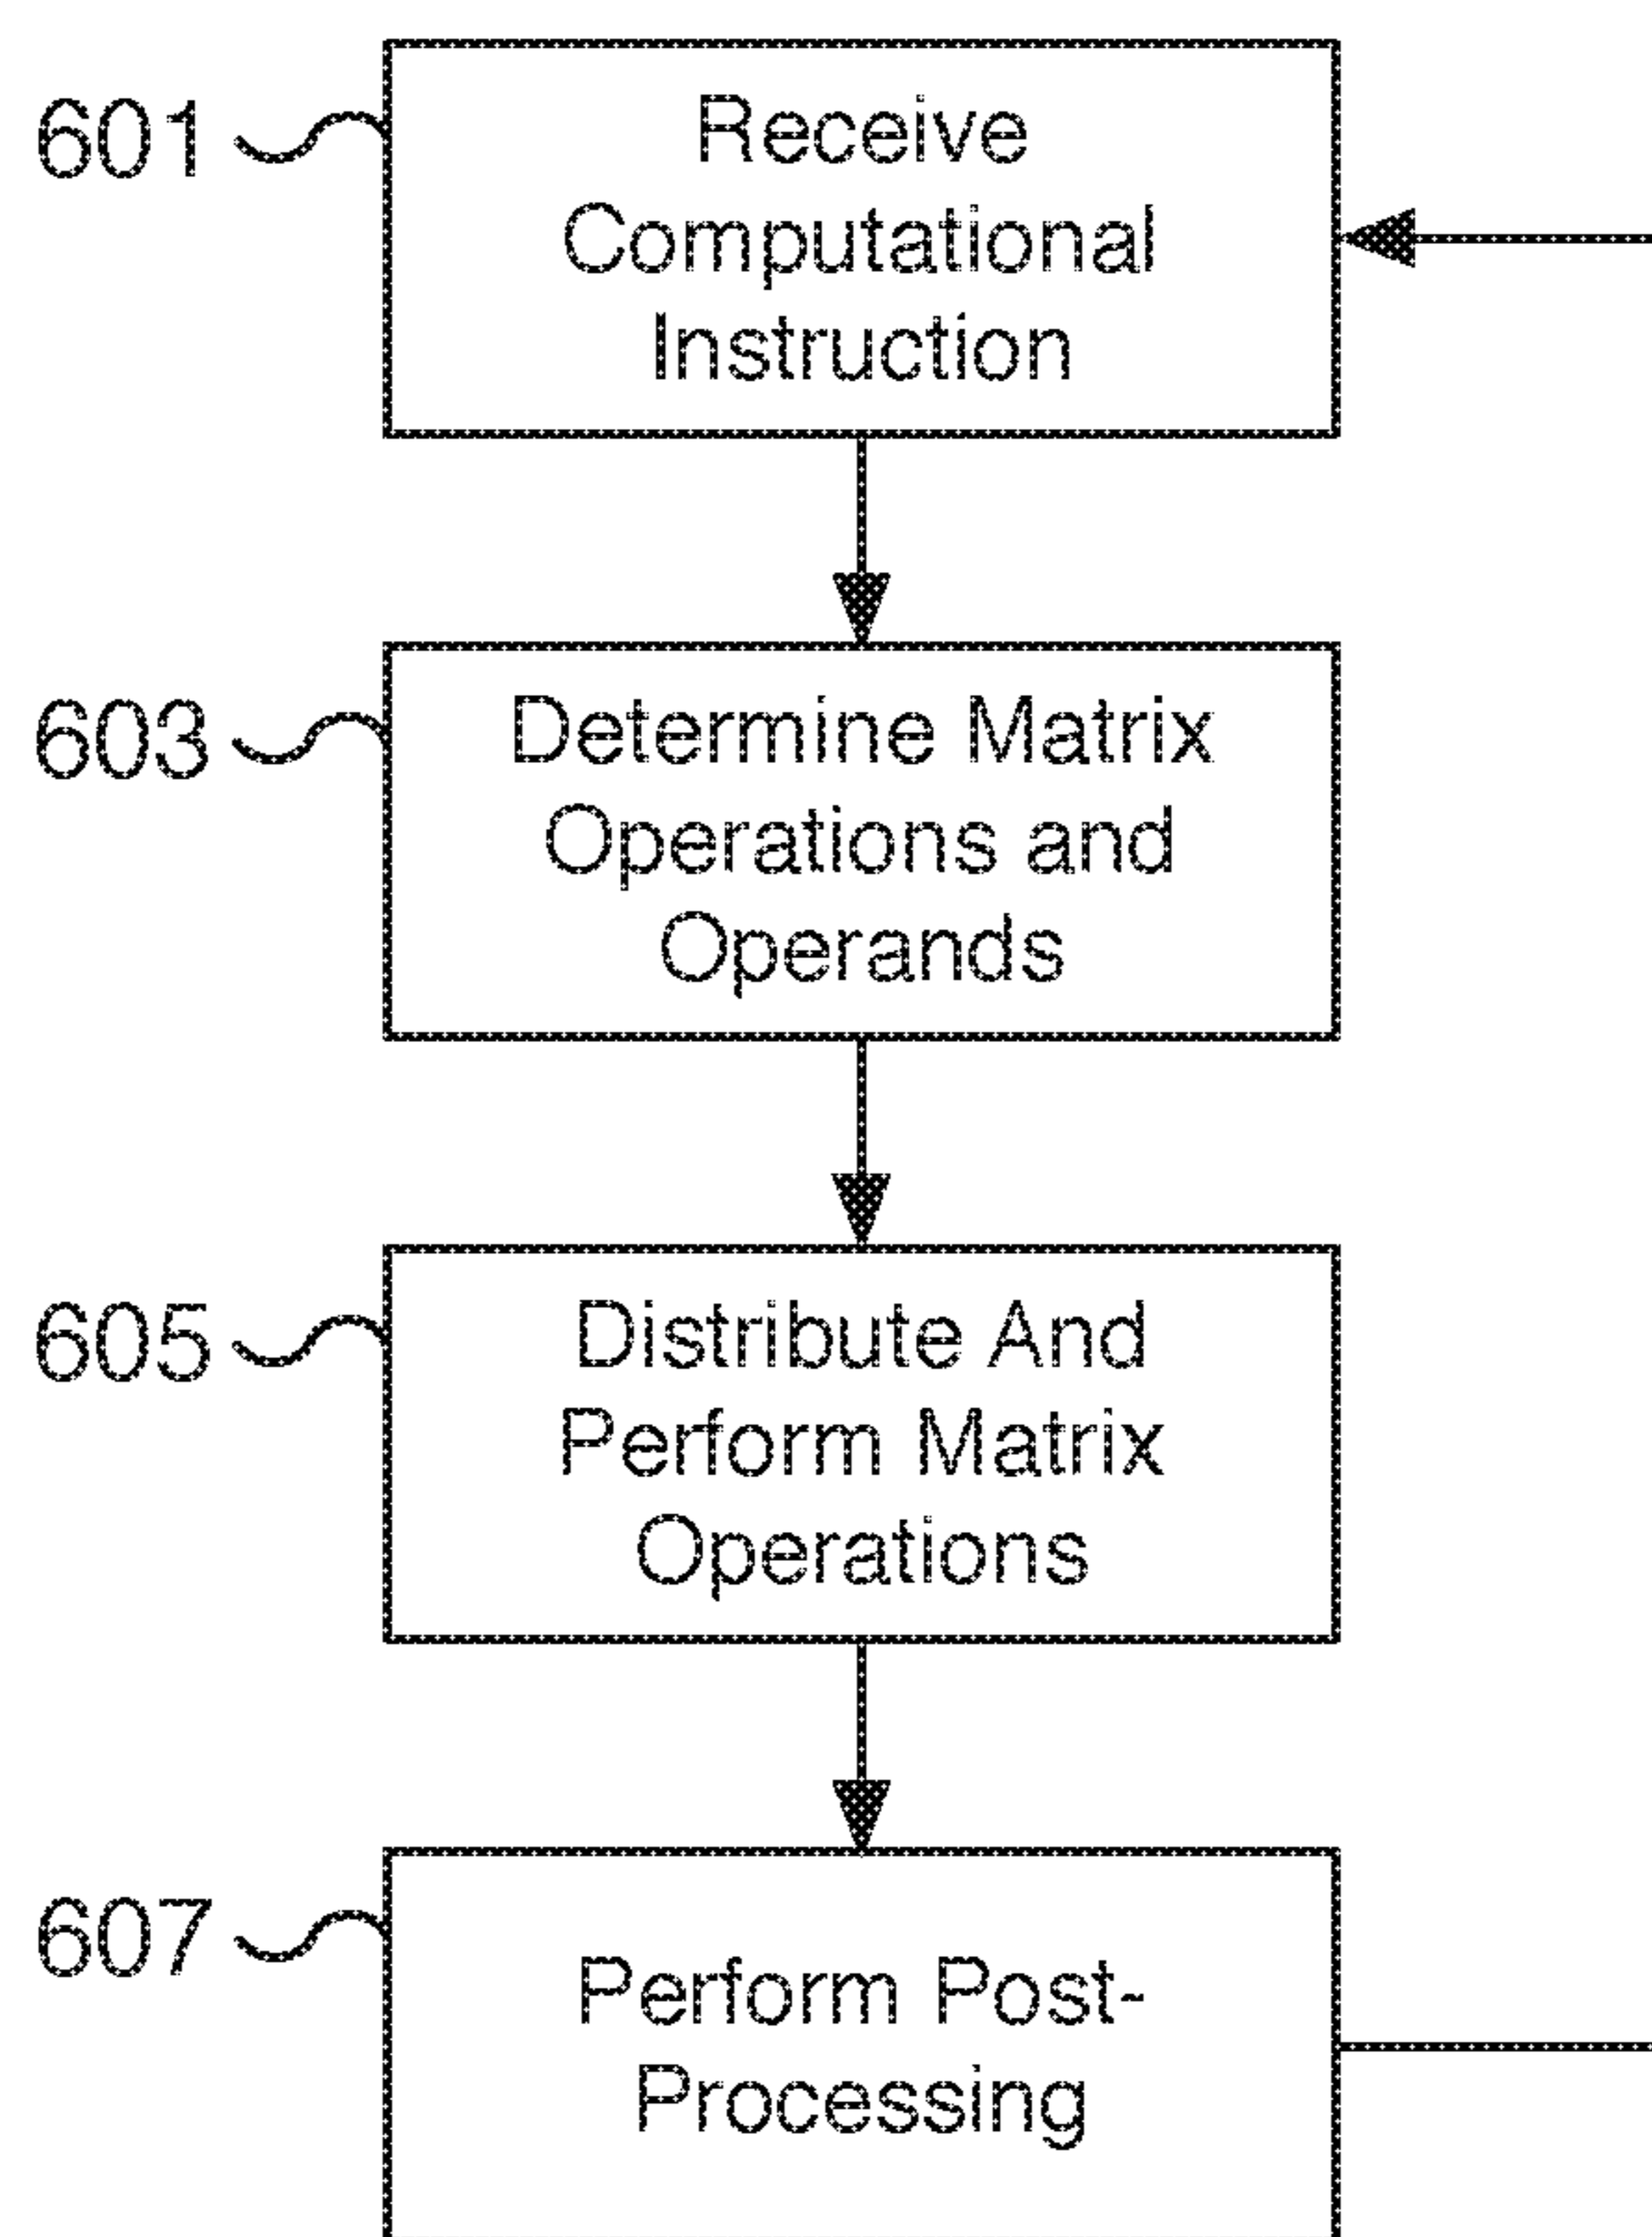 601
Receive
Computational
Instruction
603
Determine Matrix
Operations and
Operands
605
Distribute And
Perform Matrix
Operations
607
Perform Post-
Processing